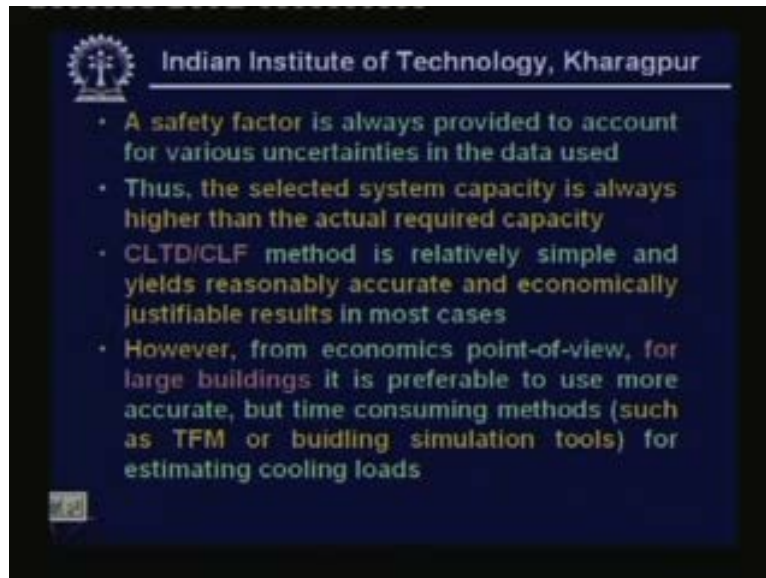 Indian Institute of Technology, Kharagpur
• A safety factor is always provided to account
for various uncertainties in the data used
• Thus, the selected system capacity is always
higher than the actual required capacity
• CLTD/CLF method is relatively simple and
yields reasonably accurate and economically
justifiable results in most cases
• However, from economics point-of-view, for
large buildings it is preferable to use more
accurate, but time consuming methods (such
as TFM or buidling simulation tools) for
estimating cooling loads